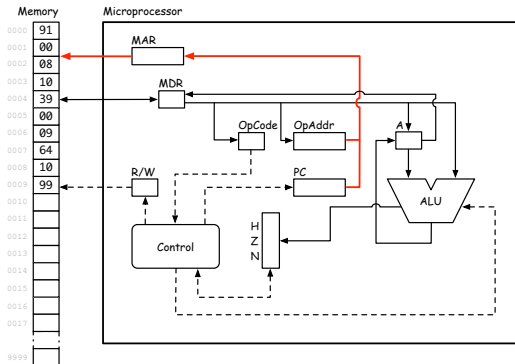 Memory
Microprocessor
0000 91
0001 00
0002 08
0003 10
0004 39
0005 00
0006 09
0007 64
0008 10
0009 99
0010
0011
0012
0013
0014
0015
0016
0017
9999
MAR
MDR
OpCode
OpAddr
A
R/W
PC
ALU
H
Z
N
Control